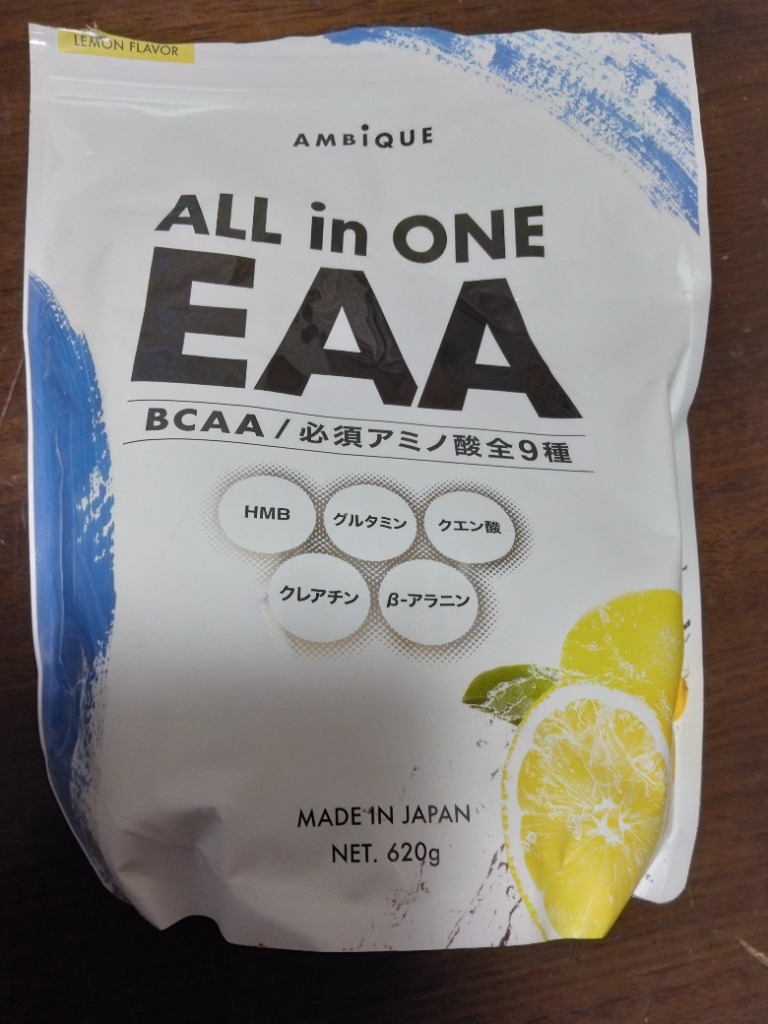 LEMON FLAVOR
AMBiQUE
ALL in ONE
EAA
BCAA / 必須アミノ酸全9種
HMB
グルタミン
クエン酸
クレアチン
β-アラニン
MADE IN JAPAN
NET. 620g